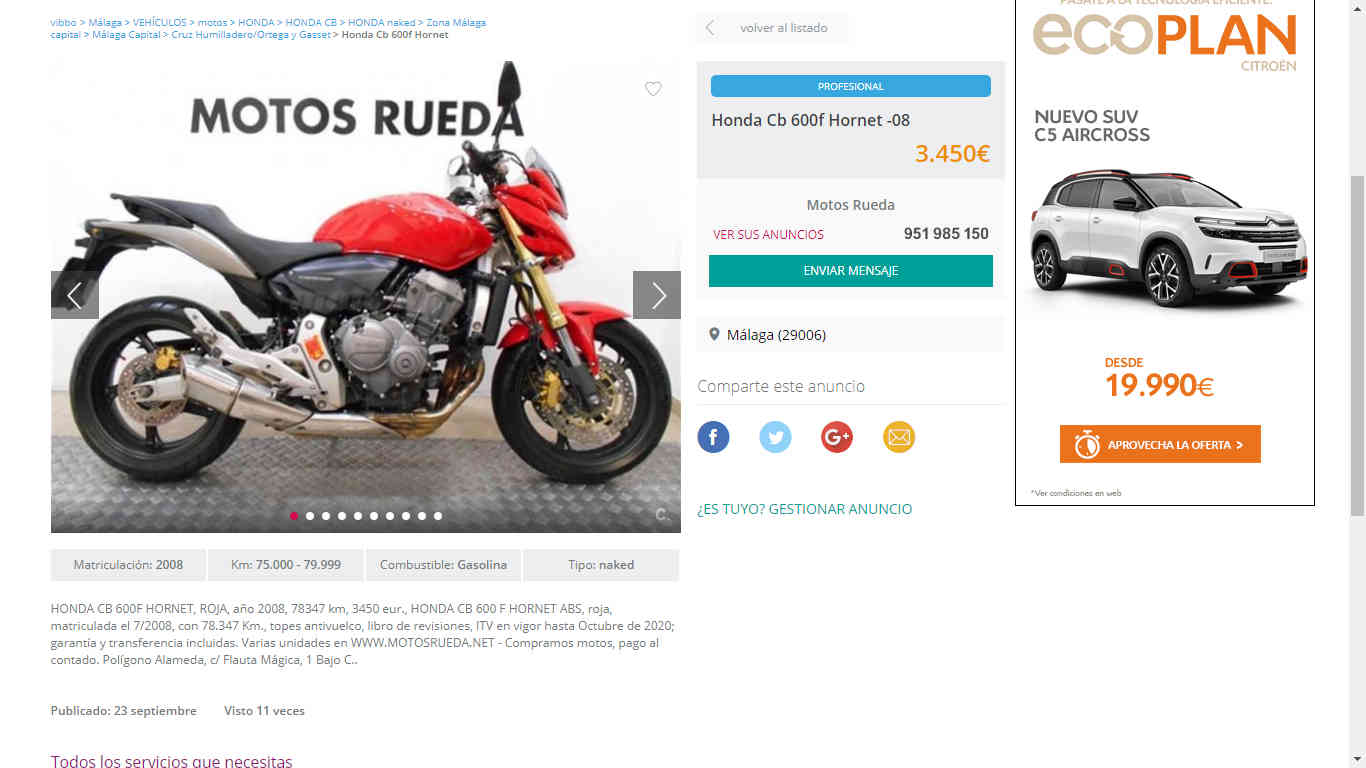 vibbo > Málaga > VEHÍCULOS > motos > HONDA > HONDA CB > HONDA naked > Zona Málaga
capital > Málaga Capital > Cruz Humilladero/Ortega y Gasset > Honda Cb 600f Hornet
MOTOS RUEDA
C.
Matriculación: 2008
Km: 75.000 - 79.999
Combustible: Gasolina
Tipo: naked
HONDA CB 600F HORNET, ROJA, año 2008, 78347 km, 3450 eur., HONDA CB 600 F HORNET ABS, roja,
matriculada el 7/2008, con 78.347 Km., topes antivuelco, libro de revisiones, ITV en vigor hasta Octubre de 2020;
garantía y transferencia incluidas. Varias unidades en WWW.MOTOSRUEDA.NET - Compramos motos, pago al
contado. Polígono Alameda, c/ Flauta Mágica, 1 Bajo C..
Publicado: 23 septiembre
Visto 11 veces
Todos los servicios que necesitas
volver al listado
PROFESIONAL
Honda Cb 600f Hornet -08
3.450€
Motos Rueda
VER SUS ANUNCIOS
951 985 150
ENVIAR MENSAJE
Málaga (29006)
Comparte este anuncio
f
G+
¿ES TUYO? GESTIONAR ANUNCIO
PÁSATE A LA TECNOLOGÍA EFICIENTE.
ecoPLAN
CITROËN
NUEVO SUV
C5 AIRCROSS
DESDE
19.990€
APROVECHA LA OFERTA >
*Ver condiciones en web